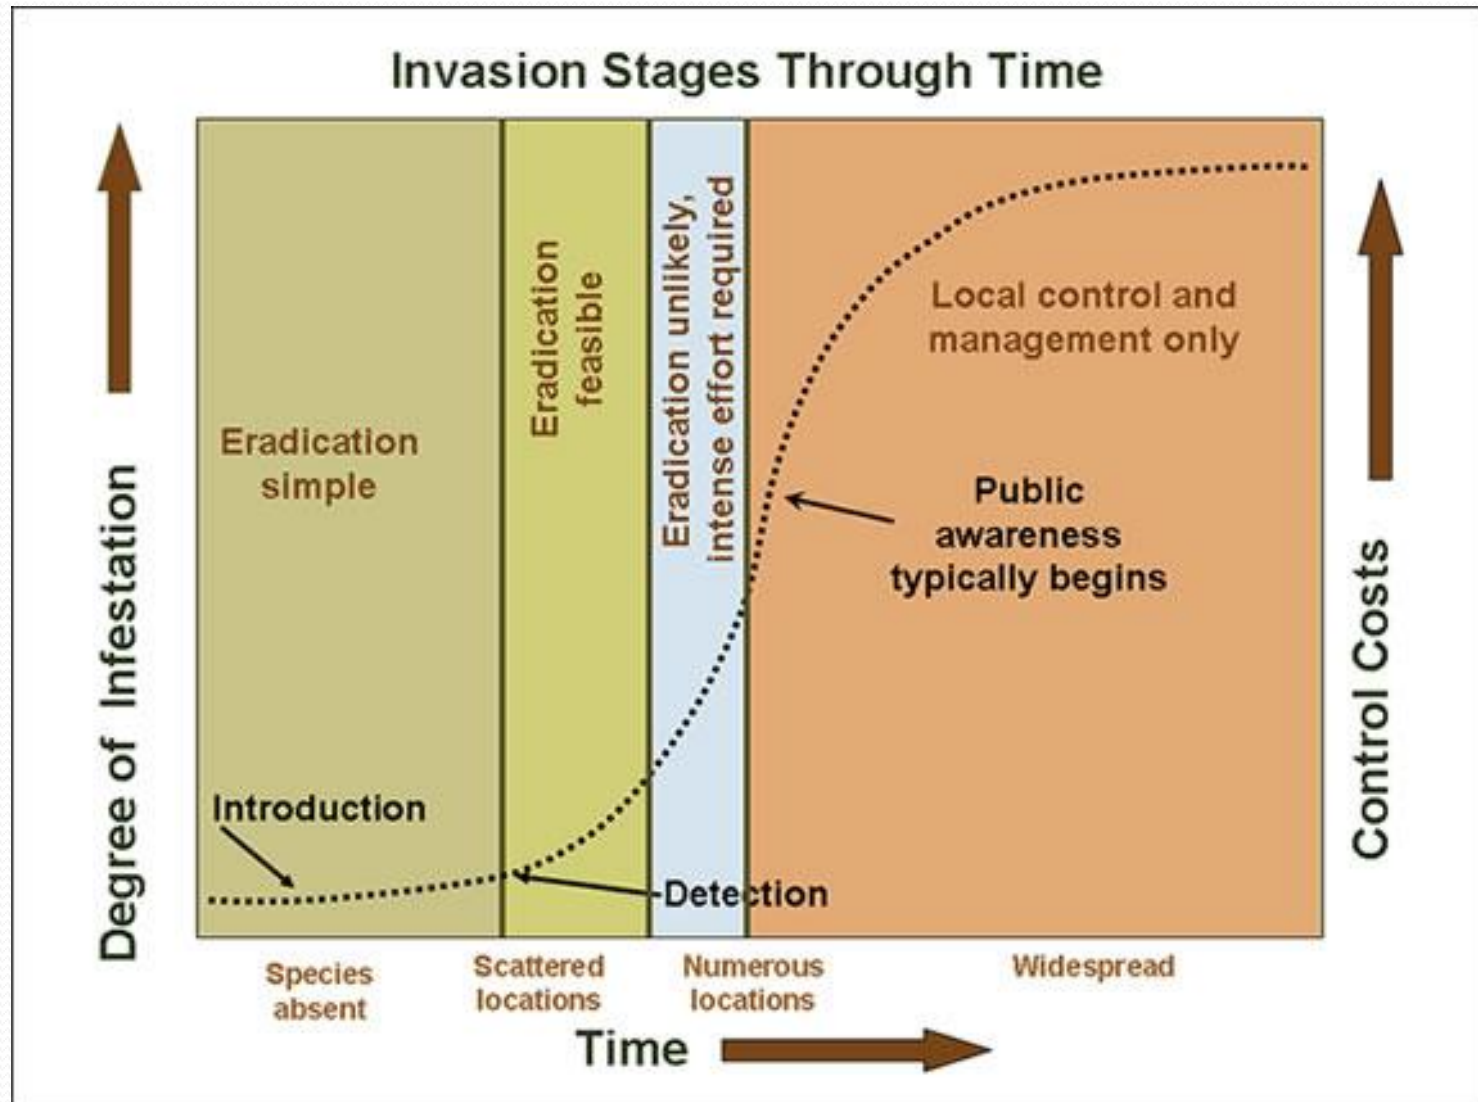 Invasion Stages Through Time
Degree of Infestation
Eradication
simple
Eradication
feasible
Eradication unlikely,
intense effort required
Local control and
management only
Public
awareness
typically begins
Introduction
Detection
Control Costs
Species
absent
Scattered
locations
Numerous
locations
Widespread
Time